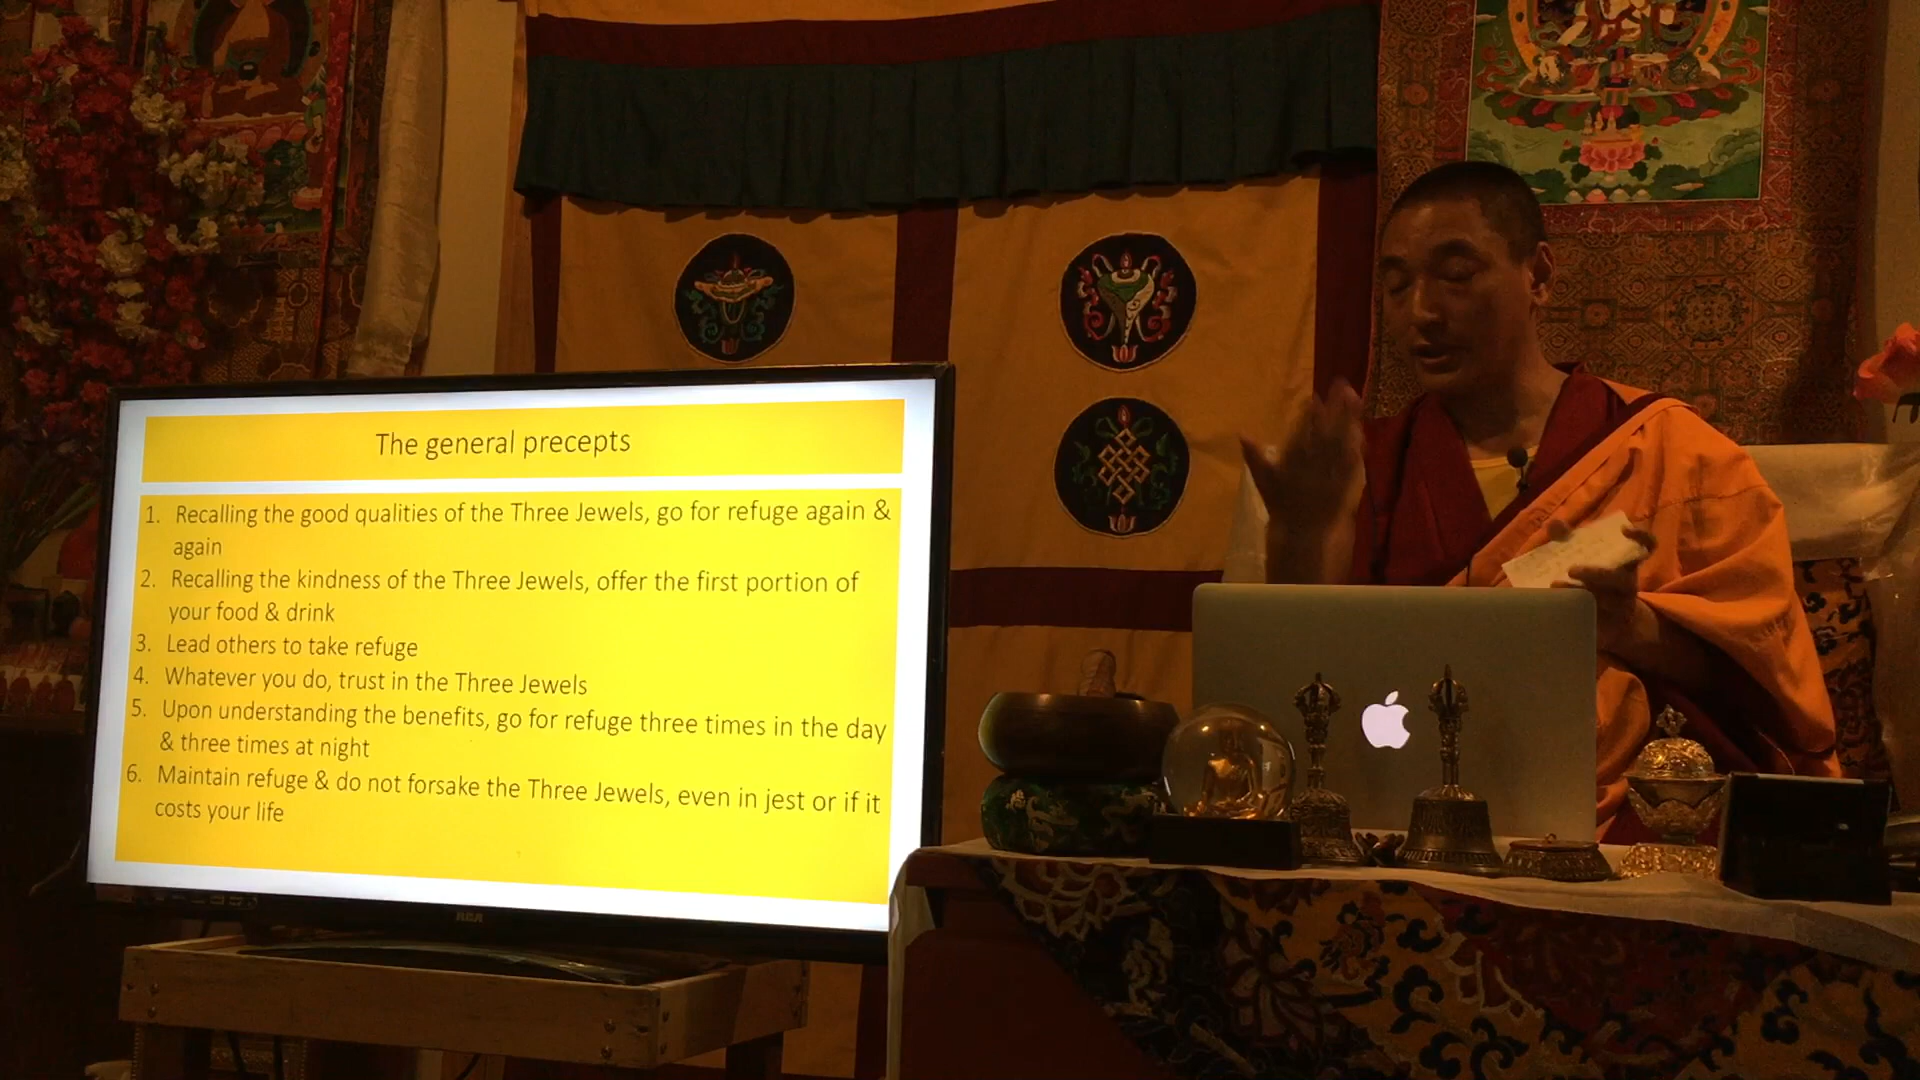 The general precepts
1. Recalling the good qualities of the Three Jewels, go for refuge again &
again
2. Recalling the kindness of the Three Jewels, offer the first portion of
your food & drink
3. Lead others to take refuge
4. Whatever you do, trust in the Three Jewels
5. Upon understanding the benefits, go for refuge three times in the day
& three times at night
6. Maintain refuge & do not forsake the Three Jewels, even in jest or if it
costs your life
RCA